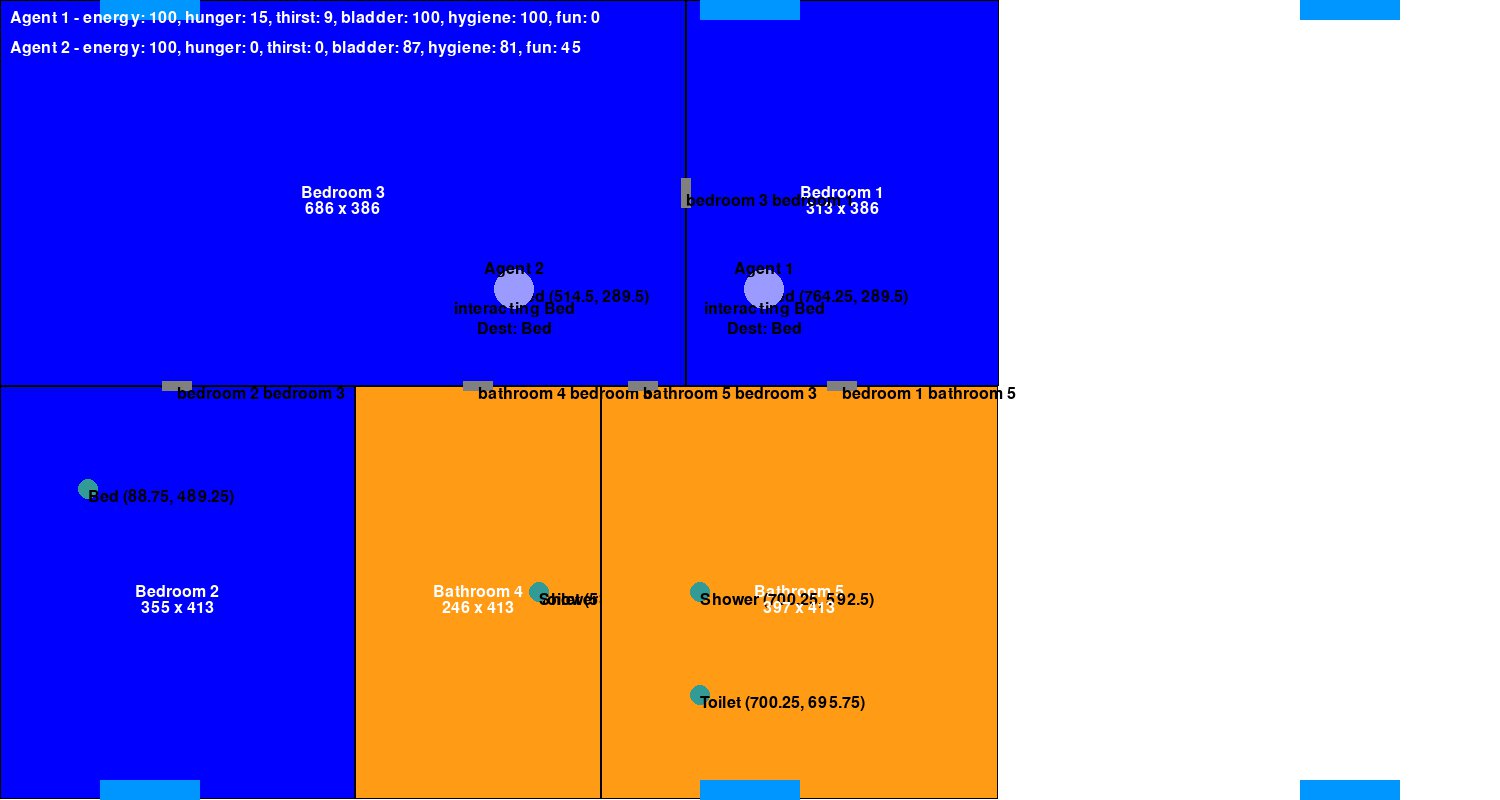 Agent 1 - energy: 100, hunger: 15, thirst: 9, bladder: 100, hygiene: 100, fun: 0
Agent 2 - energy: 100, hunger: 0, thirst: 0, bladder: 87, hygiene: 81, fun: 45
Bedroom 3
686 x 386
Bedroom 1
313 x 386
bedroom 3 bedroom 1
Agent 2
(514.5, 289.5)
interacting Bed
Dest: Bed
Agent 1
(764.25, 289.5)
interacting Bed
Dest: Bed
bedroom 2 bedroom 3
bathroom 4 bedroom
bathroom 5 bedroom 3
bedroom 1 bathroom 5
Bed (88.75, 489.25)
Bedroom 2
355 x 413
Bathroom 4
246 x 413
Shower
Bathroom 5
397 x 413
Shower (700.25, 592.5)
Toilet (700.25, 695.75)